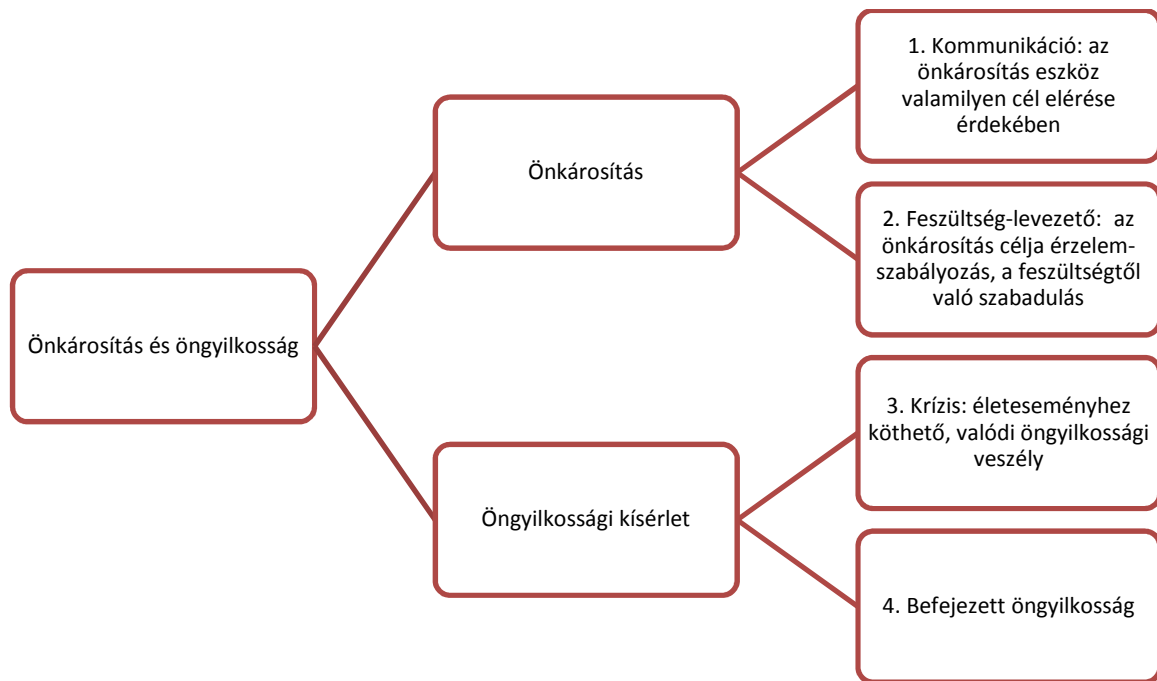 1. Kommunikáció: az
önkárosítás eszköz
valamilyen cél elérése
érdekében
Önkárosítás
2. Feszültség-levezető:  az
önkárosítás célja érzelem-
szabályozás, a feszültségtől
való szabadulás
Önkárosítás és öngyilkosság
3. Krízis: életeseményhez
köthető, valódi öngyilkossági
veszély
Öngyilkossági kísérlet
4. Befejezett öngyilkosság